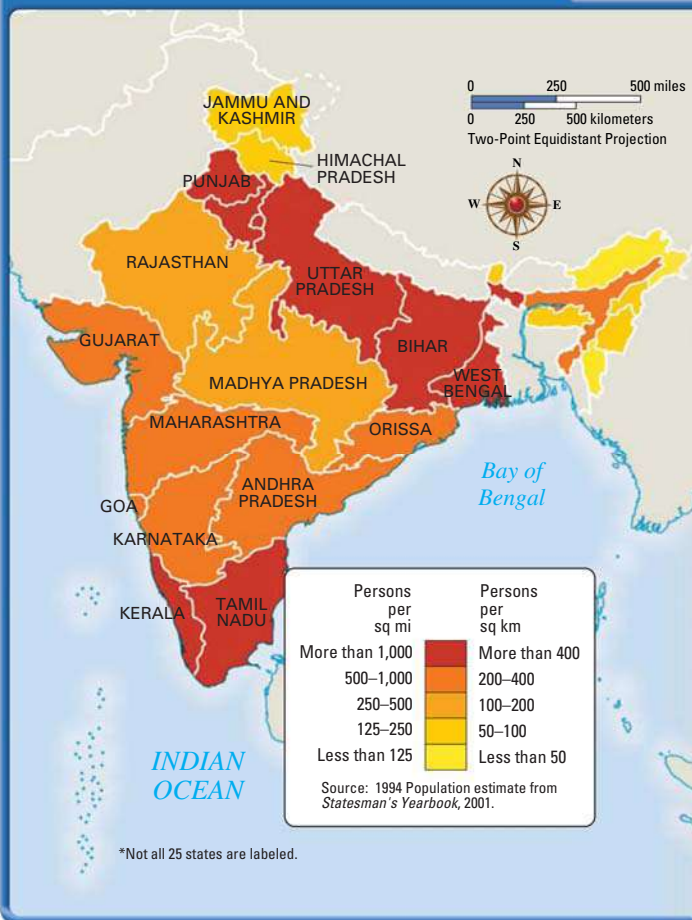 0 250 500 miles
0 250 500 kilometers
Two-Point Equidistant Projection
N
W E
S
JAMMU AND
KASHMIR
HIMACHAL
PRADESH
PUNJAB
RAJASTHAN
UTTAR
PRADESH
GUJARAT
BIHAR
MADHYA PRADESH
WEST
BENGAL
MAHARASHTRA
ORISSA
Bay of
Bengal
ANDHRA
PRADESH
GOA
KARNATAKA
KERALA
TAMIL
NADU
INDIAN
OCEAN
Persons
per
sq mi
Persons
per
sq km
More than 1,000 More than 400
500–1,000 200–400
250–500 100–200
125–250 50–100
Less than 125 Less than 50
Source: 1994 Population estimate from
Statesman's Yearbook, 2001.
*Not all 25 states are labeled.